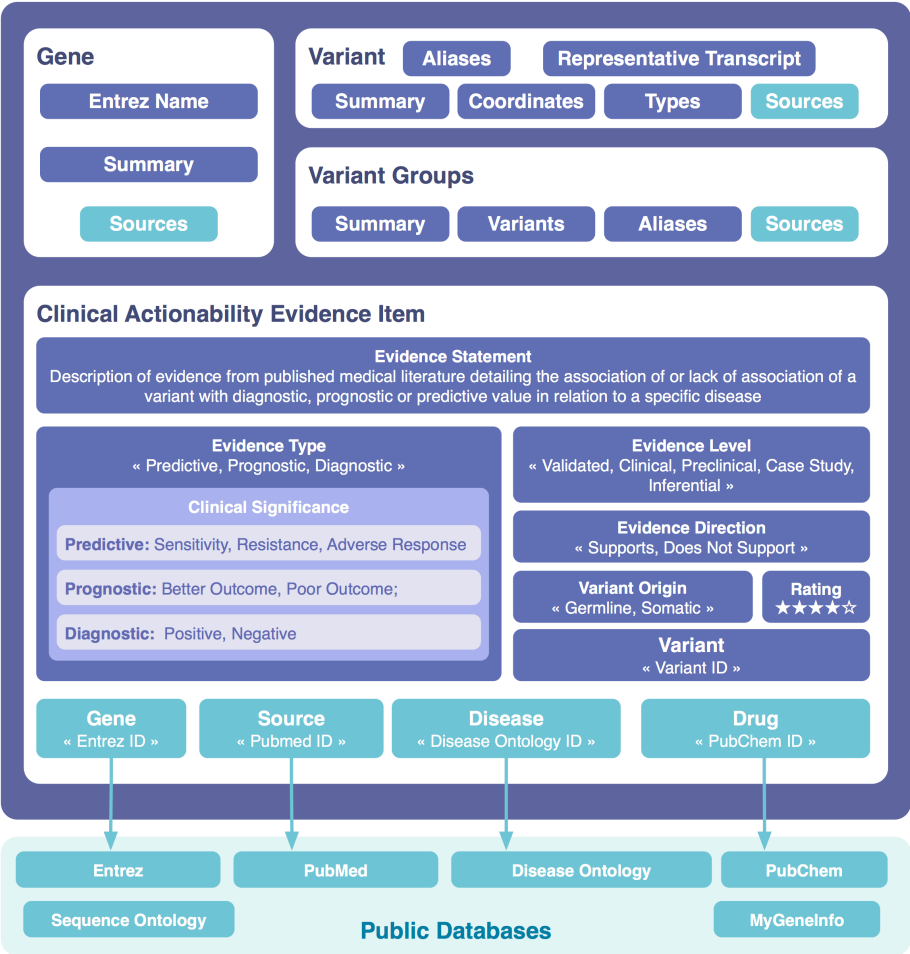 Gene
Entrez Name
Summary
Sources
Variant
Aliases
Representative Transcript
Summary
Coordinates
Types
Sources
Variant Groups
Summary
Variants
Aliases
Sources
Clinical Actionability Evidence Item
Evidence Statement
Description of evidence from published medical literature detailing the association of or lack of association of a
variant with diagnostic, prognostic or predictive value in relation to a specific disease
Evidence Type
« Predictive, Prognostic, Diagnostic »
Clinical Significance
Predictive: Sensitivity, Resistance, Adverse Response
Prognostic: Better Outcome, Poor Outcome;
Diagnostic: Positive, Negative
Evidence Level
« Validated, Clinical, Preclinical, Case Study,
Inferential »
Evidence Direction
« Supports, Does Not Support »
Variant Origin
« Germline, Somatic »
Rating
★★★★☆
Variant
« Variant ID »
Gene
« Entrez ID »
Source
« Pubmed ID »
Disease
« Disease Ontology ID »
Drug
« PubChem ID »
Entrez
PubMed
Disease Ontology
PubChem
Sequence Ontology
MyGeneInfo
Public Databases